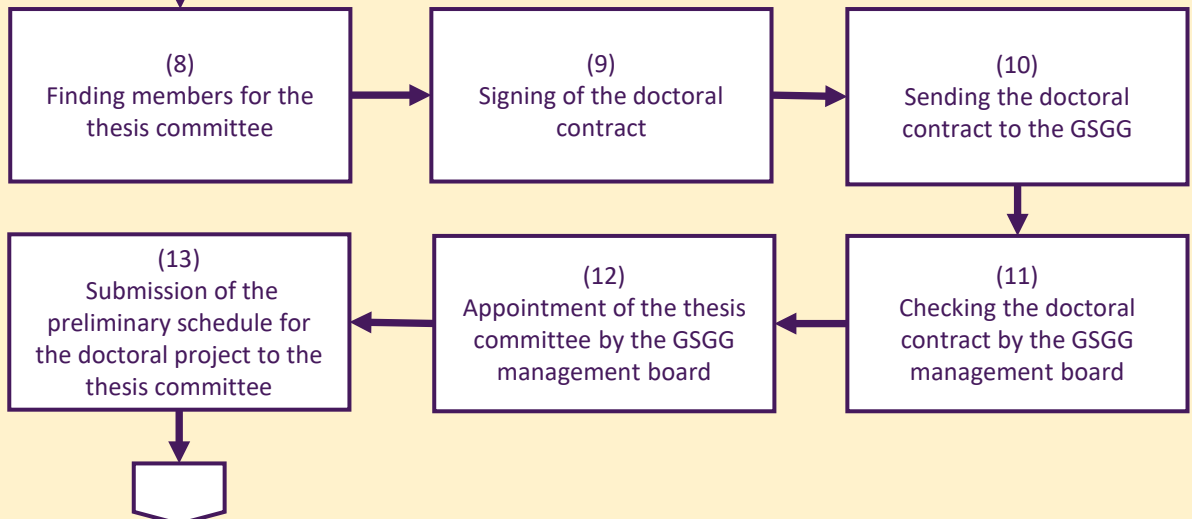 (8)
Finding members for the
thesis committee
(9)
Signing of the doctoral
contract
(10)
Sending the doctoral
contract to the GSGG
(11)
Checking the doctoral
contract by the GSGG
management board
(12)
Appointment of the thesis
committee by the GSGG
management board
(13)
Submission of the
preliminary schedule for
the doctoral project to the
thesis committee